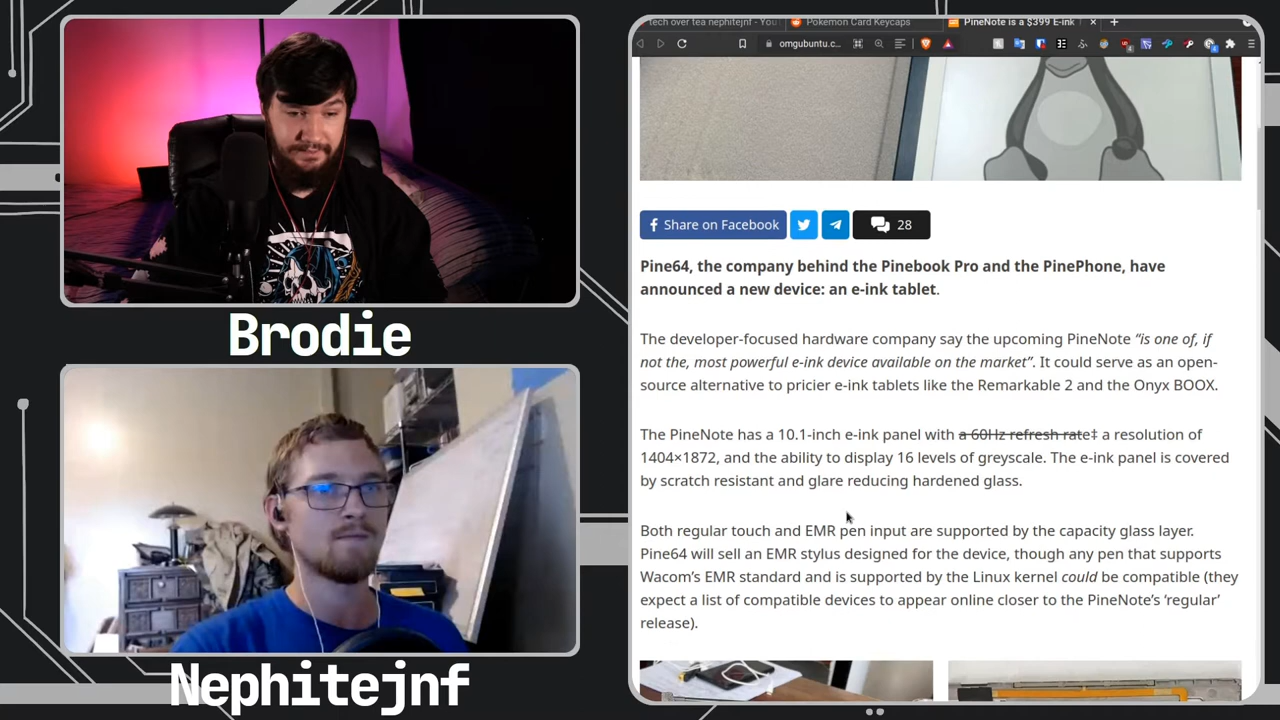 tech over tea nephitejnf - You
Pokemon Card Keycaps
PineNote is a $399 E-ink
omgubuntu.c...
Share on Facebook
28
Pine64, the company behind the Pinebook Pro and the PinePhone, have
announced a new device: an e-ink tablet.
The developer-focused hardware company say the upcoming PineNote “is one of, if
not the, most powerful e-ink device available on the market”. It could serve as an open-
source alternative to pricier e-ink tablets like the Remarkable 2 and the Onyx BOOX.
The PineNote has a 10.1-inch e-ink panel with a 60Hz refresh rate‡ a resolution of
1404×1872, and the ability to display 16 levels of greyscale. The e-ink panel is covered
by scratch resistant and glare reducing hardened glass.
Both regular touch and EMR pen input are supported by the capacity glass layer.
Pine64 will sell an EMR stylus designed for the device, though any pen that supports
Wacom’s EMR standard and is supported by the Linux kernel could be compatible (they
expect a list of compatible devices to appear online closer to the PineNote’s ‘regular’
release).
Brodie
Nephitejnf